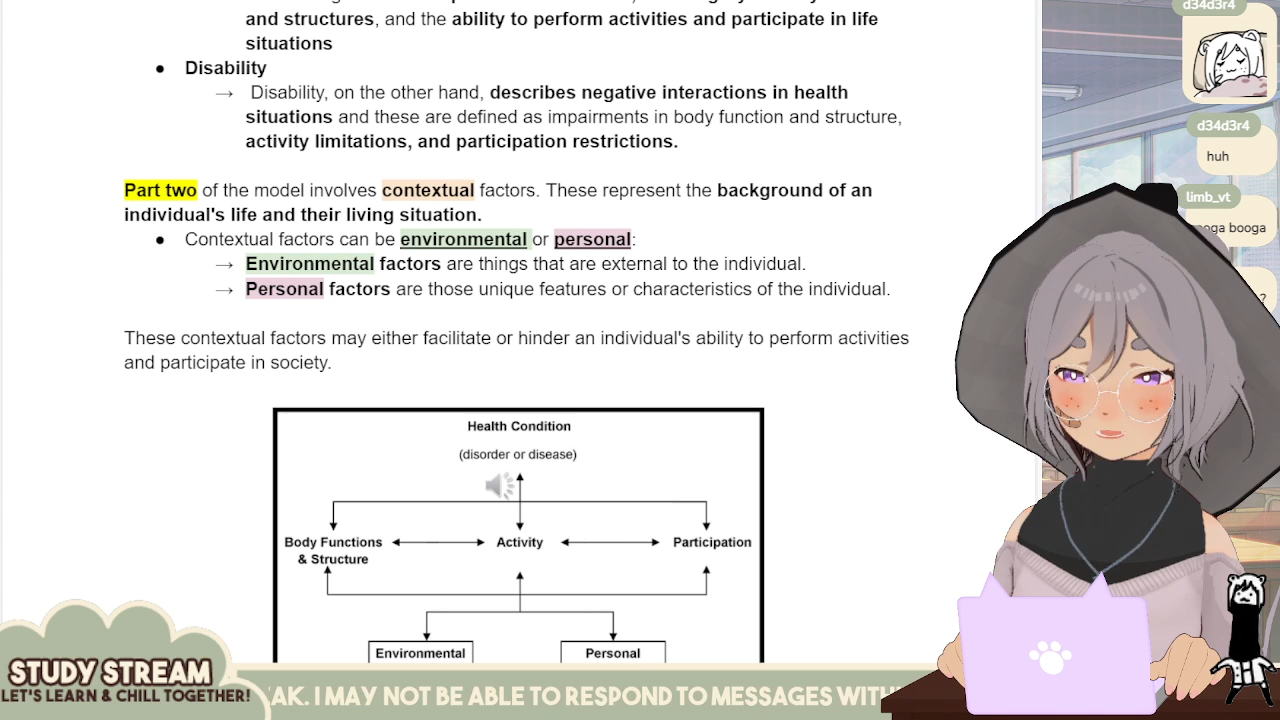 and structures, and the ability to perform activities and participate in life
situations
● Disability
→ Disability, on the other hand, describes negative interactions in health
situations and these are defined as impairments in body function and structure,
activity limitations, and participation restrictions.
Part two of the model involves contextual factors. These represent the background of an
individual's life and their living situation.
● Contextual factors can be environmental or personal:
→ Environmental factors are things that are external to the individual.
→ Personal factors are those unique features or characteristics of the individual.
These contextual factors may either facilitate or hinder an individual's ability to perform activities
and participate in society.
Health Condition
(disorder or disease)
Body Functions
& Structure
Activity
Participation
Environmental
Personal
d34d3r4
d34d3r4
huh
limb_vt
oga booga
?
STUDY STREAM
LET'S LEARN & CHILL TOGETHER!
AK. I MAY NOT BE ABLE TO RESPOND TO MESSAGES WITH